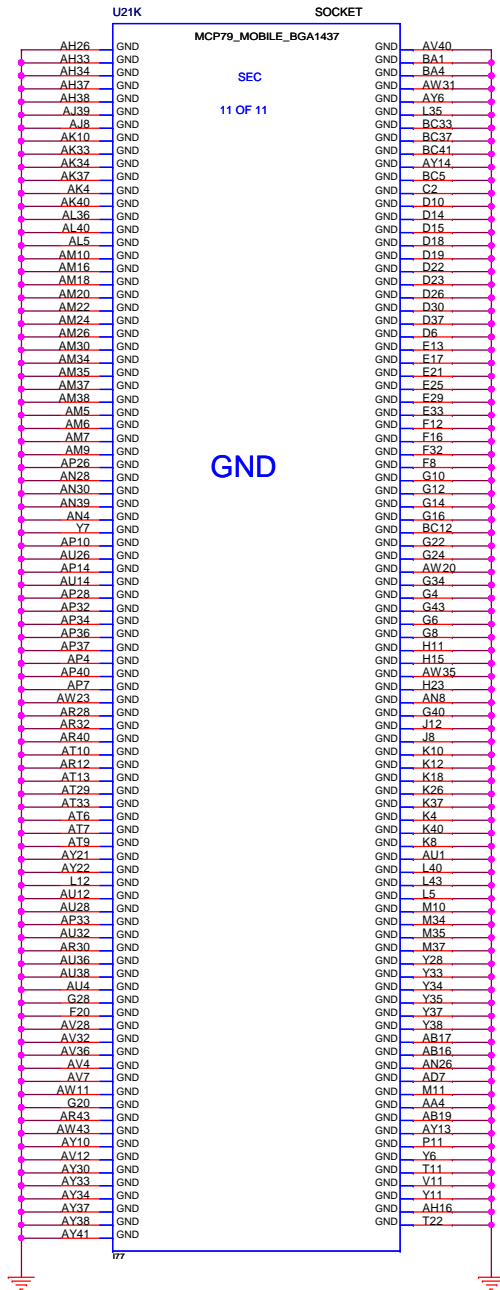 U21K SOCKET
MCP79_MOBILE_BGA1437
SEC
11 OF 11
GND
AH26 GND GND AV40
AH33 GND GND BA1
AH34 GND GND BA4
AH37 GND GND AW31
AH38 GND GND AY6
AJ39 GND GND L35
AJ8 GND GND BC33
AK10 GND GND BC37
AK33 GND GND BC41
AK34 GND GND AY14
AK37 GND GND BC5
AK4 GND GND C2
AK40 GND GND D10
AL36 GND GND D14
AL40 GND GND D15
AL5 GND GND D18
AM10 GND GND D19
AM16 GND GND D22
AM18 GND GND D23
AM20 GND GND D26
AM22 GND GND D30
AM24 GND GND D37
AM26 GND GND D6
AM30 GND GND E13
AM34 GND GND E17
AM35 GND GND E21
AM37 GND GND E25
AM38 GND GND E29
AM5 GND GND E33
AM6 GND GND F12
AM7 GND GND F16
AM9 GND GND F32
AP26 GND GND F8
AN28 GND GND G10
AN30 GND GND G12
AN39 GND GND G14
AN4 GND GND G16
Y7 GND GND BC12
AP10 GND GND G22
AU26 GND GND G24
AP14 GND GND AW20
AU14 GND GND G34
AP28 GND GND G4
AP32 GND GND G43
AP34 GND GND G6
AP36 GND GND G8
AP37 GND GND H11
AP4 GND GND H15
AP40 GND GND AW35
AP7 GND GND H23
AW23 GND GND AN8
AR28 GND GND G40
AR32 GND GND J12
AR40 GND GND J8
AT10 GND GND K10
AR12 GND GND K12
AT13 GND GND K18
AT29 GND GND K26
AT33 GND GND K37
AT6 GND GND K4
AT7 GND GND K40
AT9 GND GND K8
AY21 GND GND AU1
AY22 GND GND L40
L12 GND GND L43
AU12 GND GND L5
AU28 GND GND M10
AP33 GND GND M34
AU32 GND GND M35
AR30 GND GND M37
AU36 GND GND Y28
AU38 GND GND Y33
AU4 GND GND Y34
G28 GND GND Y35
F20 GND GND Y37
AV28 GND GND Y38
AV32 GND GND AB17
AV36 GND GND AB16
AV4 GND GND AN26
AV7 GND GND AD7
AW11 GND GND M11
G20 GND GND AA4
AR43 GND GND AB19
AW43 GND GND AY13
AY10 GND GND P11
AV12 GND GND Y6
AY30 GND GND T11
AY33 GND GND V11
AY34 GND GND Y11
AY37 GND GND AH16
AY38 GND GND T22
AY41 GND
I77